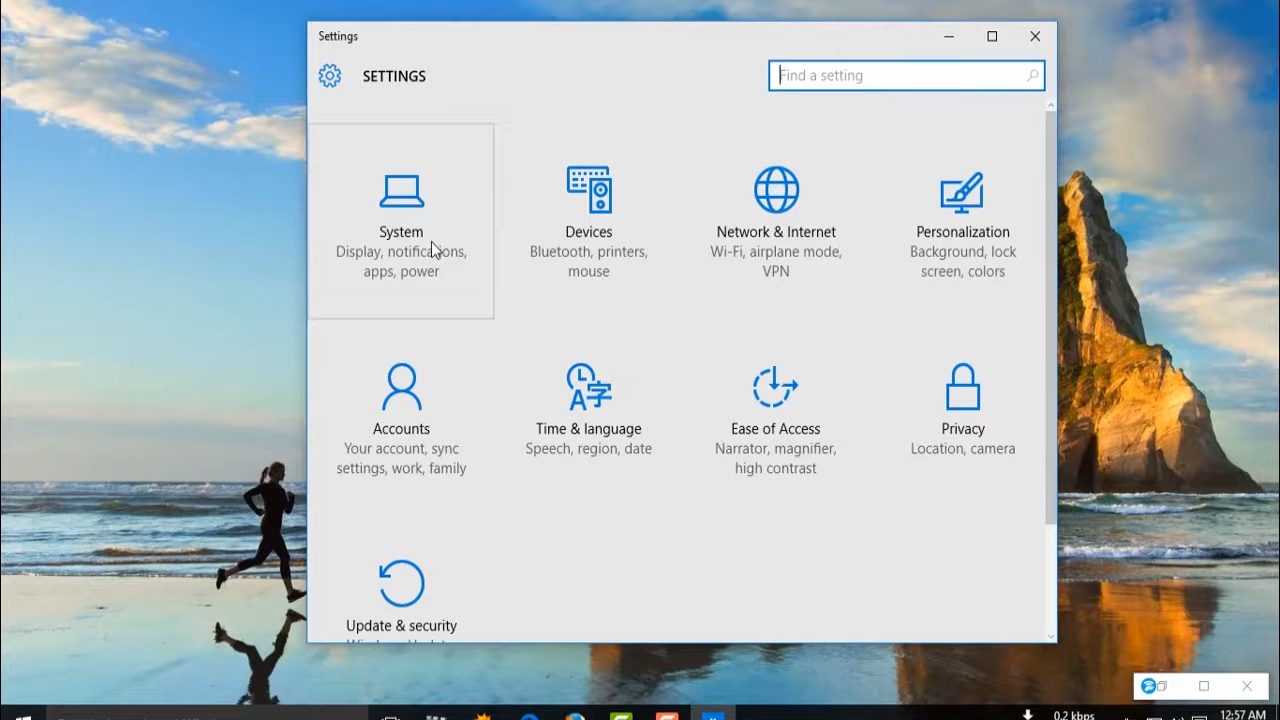 Settings
SETTINGS
Find a setting
System
Display, notifications,
apps, power
Devices
Bluetooth, printers,
mouse
Network & Internet
Wi-Fi, airplane mode,
VPN
Personalization
Background, lock
screen, colors
Accounts
Your account, sync
settings, work, family
Time & language
Speech, region, date
Ease of Access
Narrator, magnifier,
high contrast
Privacy
Location, camera
Update & security
0.2 kbps
12:57 AM